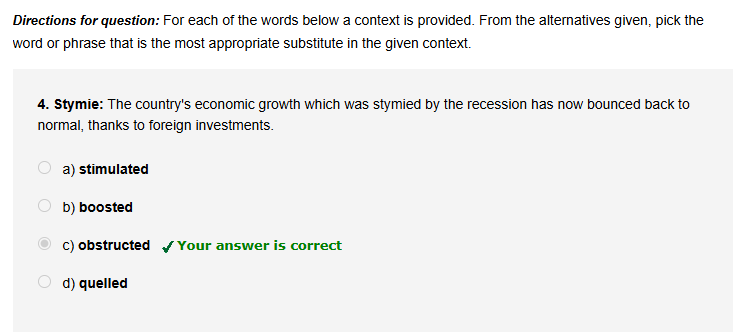 Directions for question: For each of the words below a context is provided. From the alternatives given, pick the
word or phrase that is the most appropriate substitute in the given context.
4. Stymie: The country's economic growth which was stymied by the recession has now bounced back to
normal, thanks to foreign investments.
a) stimulated
b) boosted
c) obstructed ✓Your answer is correct
d) quelled